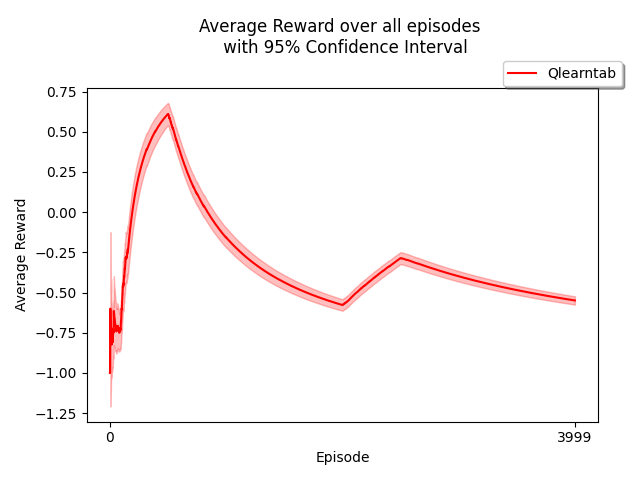 Average Reward over all episodes
with 95% Confidence Interval
Qlearntab
0.75
0.50
0.25
0.00
−0.25
−0.50
−0.75
−1.00
−1.25
Average Reward
0
3999
Episode